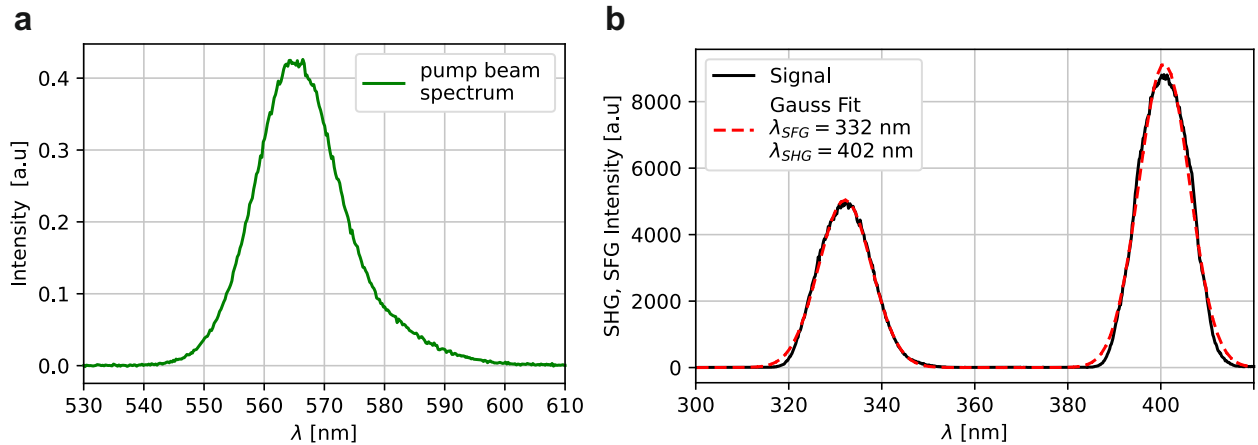 a
Intensity [a.u]
0.4
0.3
0.2
0.1
0.0
530 540 550 560 570 580 590 600 610
λ [nm]
pump beam
spectrum
b
SHG, SFG Intensity [a.u]
8000
6000
4000
2000
0
300 320 340 360 380 400
λ [nm]
Signal
Gauss Fit
λSFG = 332 nm
λSHG = 402 nm